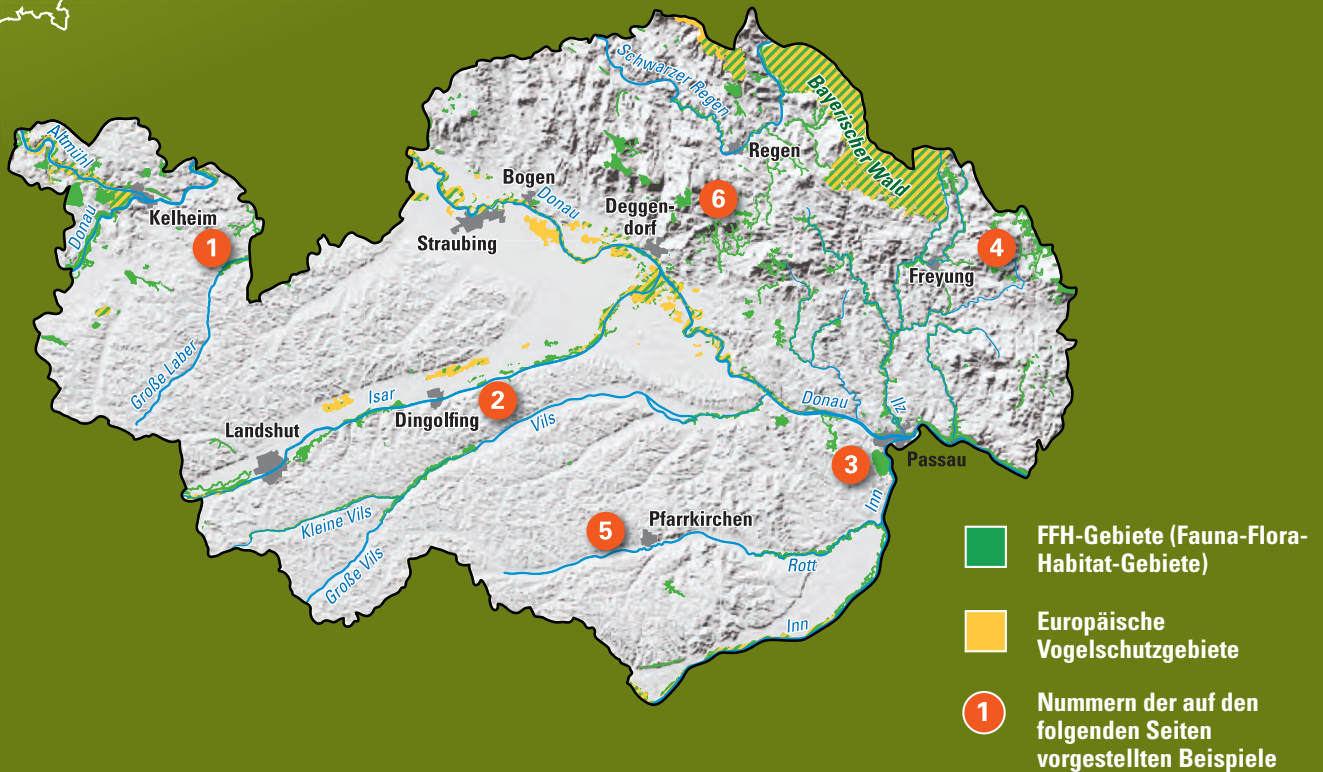 Schwarzer Regen
Bayerischer Wald
Altmühl
Regen
Bogen
Donau
6
Deggen-
dorf
Donau
Kelheim
1
Straubing
4
Freyung
Große Laber
Isar
Dingolfing
2
Vils
Donau
Ilz
Landshut
3
Passau
Inn
Kleine Vils
Große Vils
5
Pfarrkirchen
Rott
Inn
FFH-Gebiete (Fauna-Flora-
Habitat-Gebiete)
Europäische
Vogelschutzgebiete
1
Nummern der auf den
folgenden Seiten
vorgestellten Beispiele